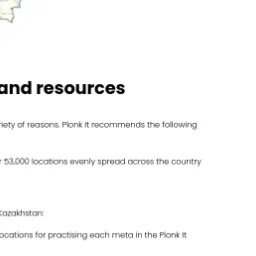 and resources
riety of reasons. Plonk It recommends the following
53,000 locations evenly spread across the country
Kazakhstan:
ocations for practising each meta in the Plonk It